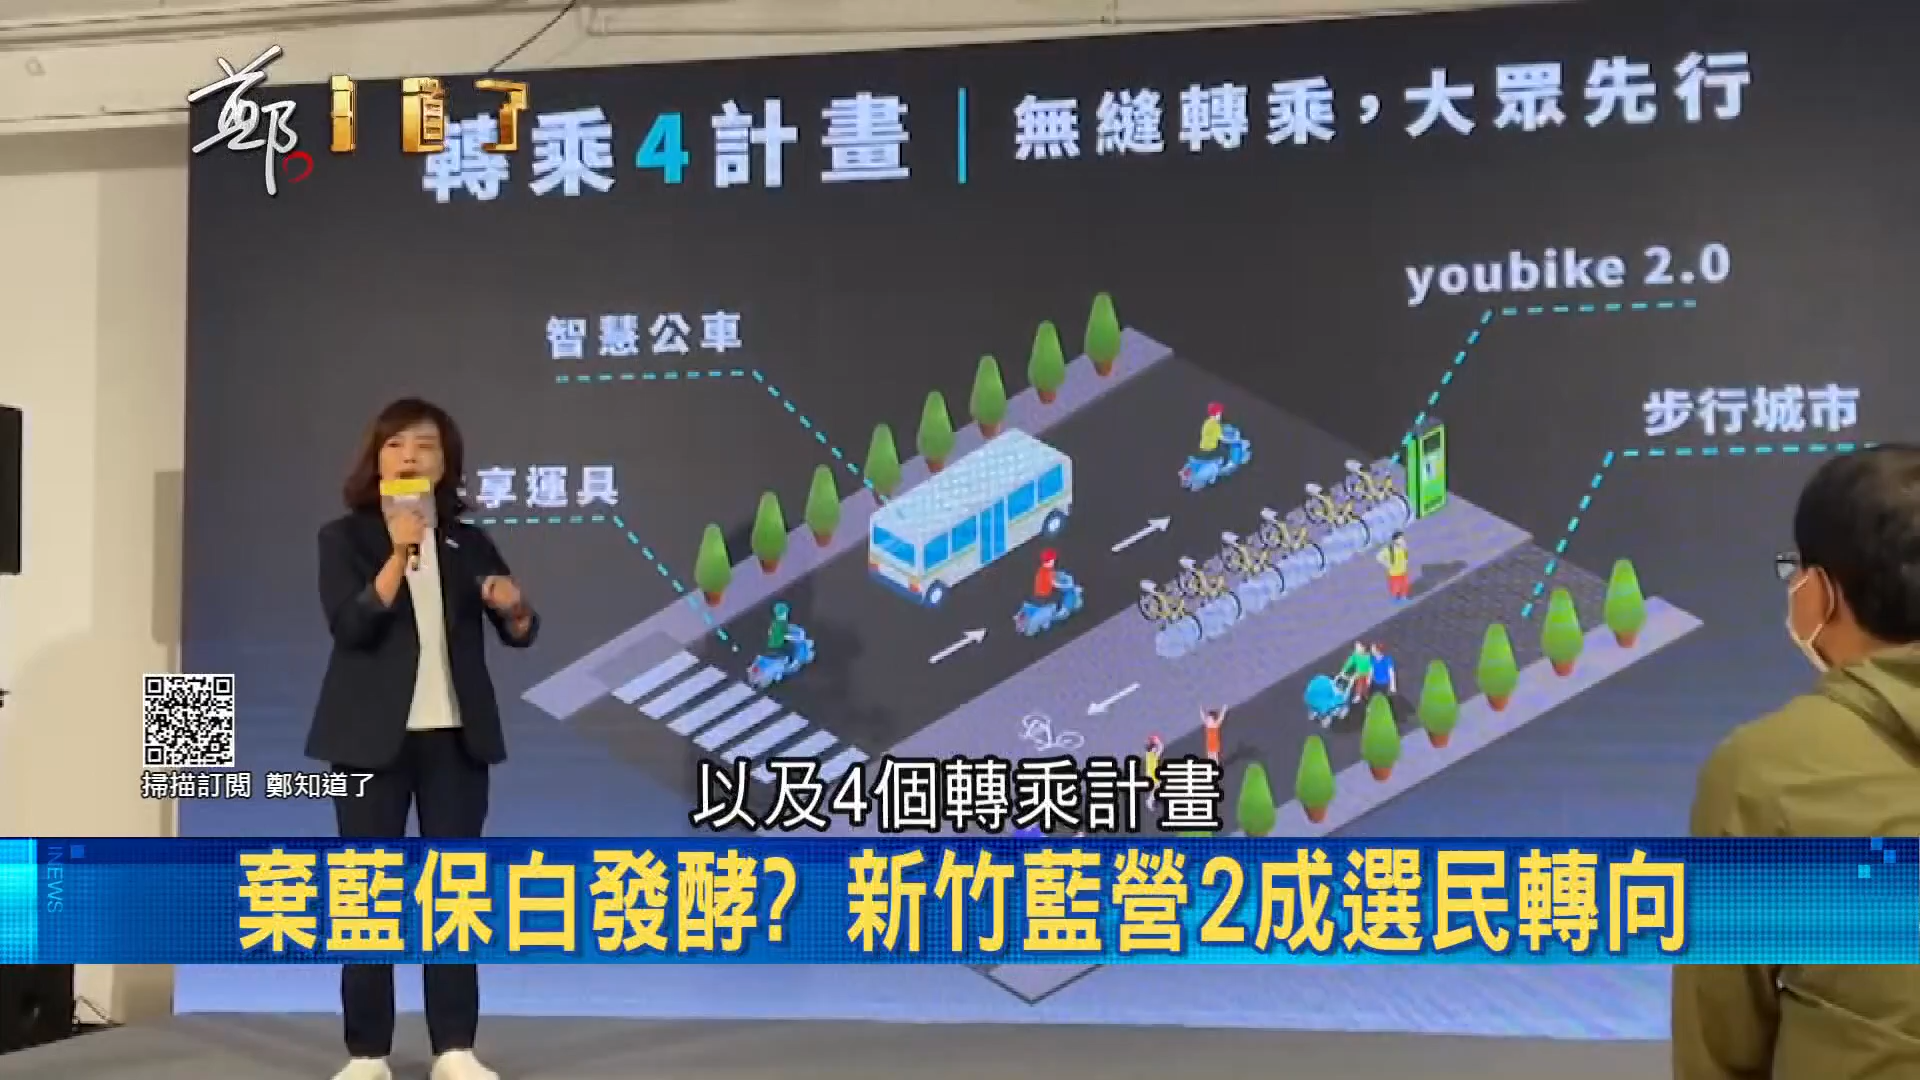 鄭
轉乘4計畫 | 無縫轉乘，大眾先行
youbike 2.0
智慧公車
步行城市
享運具
掃描訂閱 鄭知道了
以及4個轉乘計畫
iNEWS
棄藍保白發酵? 新竹藍營2成選民轉向